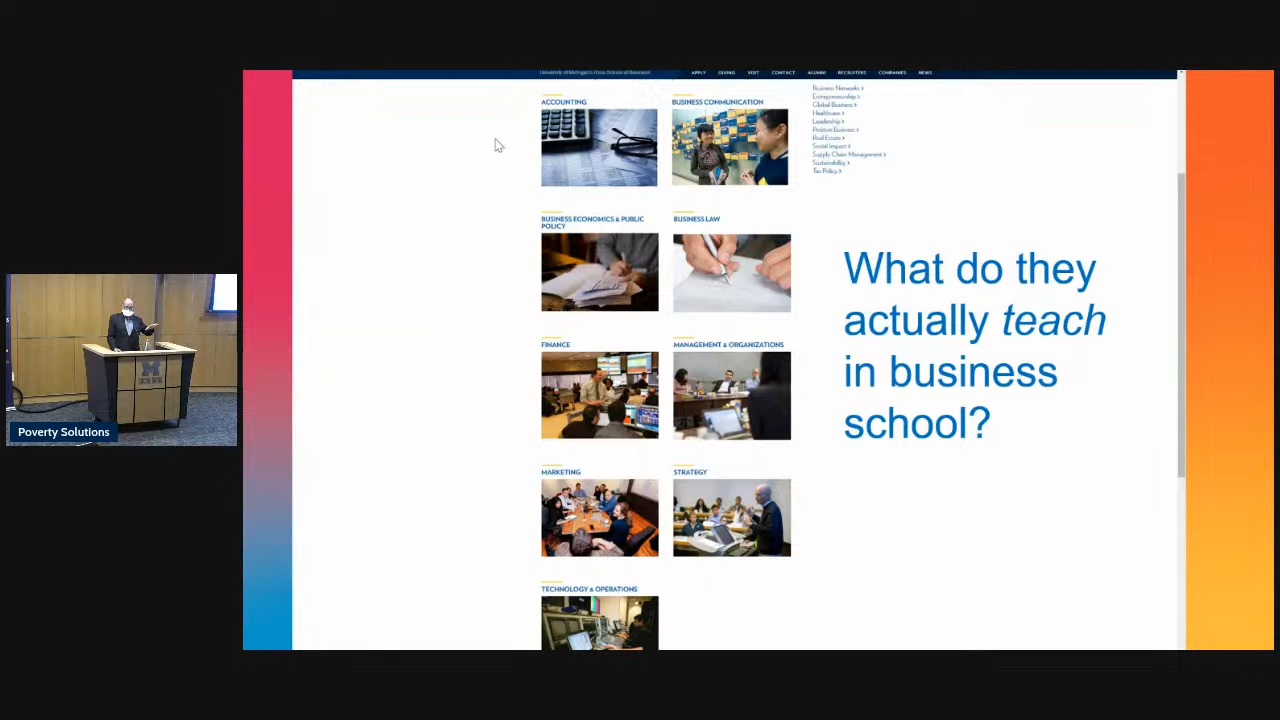 University of Michigan's Ross School of Business
APPLY GIVING VISIT CONTACT ALUMNI RECRUITERS COMPANIES NEWS
ACCOUNTING
BUSINESS COMMUNICATION
Business Networks >
Entrepreneurship >
Global Business >
Healthcare >
Leadership >
Positive Business >
Real Estate >
Social Impact >
Supply Chain Management >
Sustainability >
Tax Policy >
BUSINESS ECONOMICS & PUBLIC
POLICY
BUSINESS LAW
FINANCE
MANAGEMENT & ORGANIZATIONS
MARKETING
STRATEGY
TECHNOLOGY & OPERATIONS
What do they
actually teach
in business
school?
M
Poverty Solutions